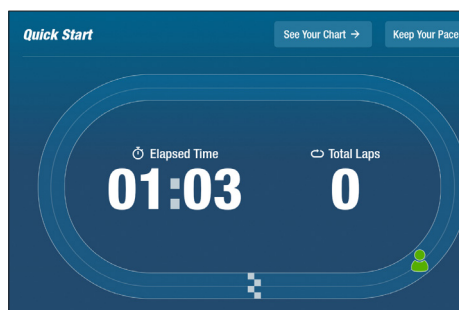 Quick Start
See Your Chart →
Keep Your Pace
Elapsed Time
Total Laps
01:03
0